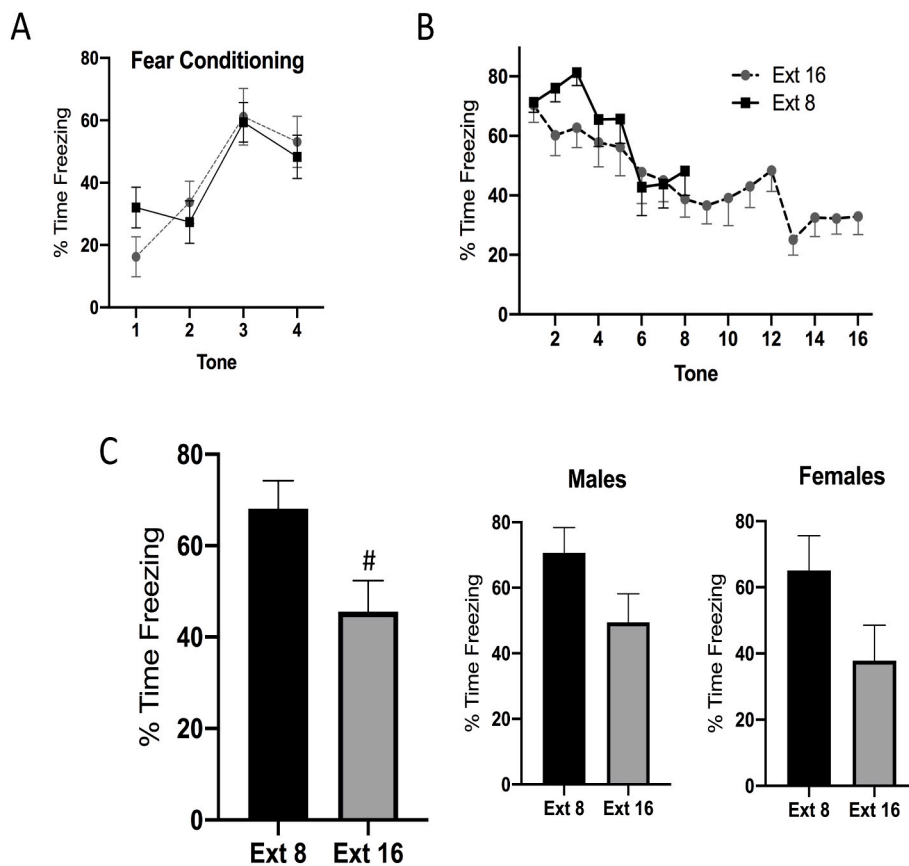 A
Fear Conditioning
% Time Freezing
80
60
40
20
0
1 2 3 4
Tone
B
% Time Freezing
80
60
40
20
0
2 4 6 8 10 12 14 16
Tone
Ext 16
Ext 8
C
% Time Freezing
80
60
40
20
0
#
Ext 8 Ext 16
Males
% Time Freezing
80
60
40
20
0
Ext 8 Ext 16
Females
% Time Freezing
80
60
40
20
0
Ext 8 Ext 16